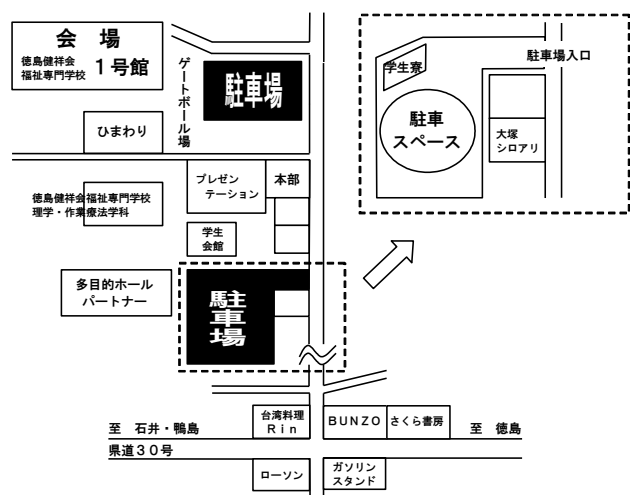 会　場
徳島健祥会
福祉専門学校
１号館
ゲートボール場
駐車場
ひまわり
プレゼン
テーション
本部
徳島健祥会福祉専門学校
理学・作業療法学科
学生
会館
多目的ホール
パートナー
駐車場
学生寮
駐車場入口
駐車
スペース
大塚
シロアリ
台湾料理
Ｒｉｎ
ＢＵＮＺＯ
さくら書房
至　石井・鴨島
至　徳島
県道３０号
ローソン
ガソリン
スタンド